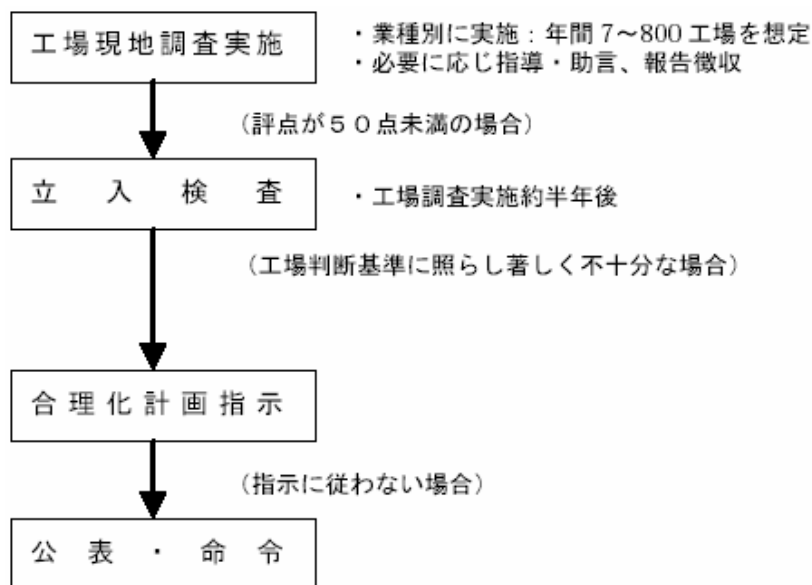 工場現地調査実施
・業種別に実施：年間7～800工場を想定
・必要に応じ指導・助言、報告徴収
（評点が５０点未満の場合）
立入検査
・工場調査実施約半年後
（工場判断基準に照らし著しく不十分な場合）
合理化計画指示
（指示に従わない場合）
公表・命令